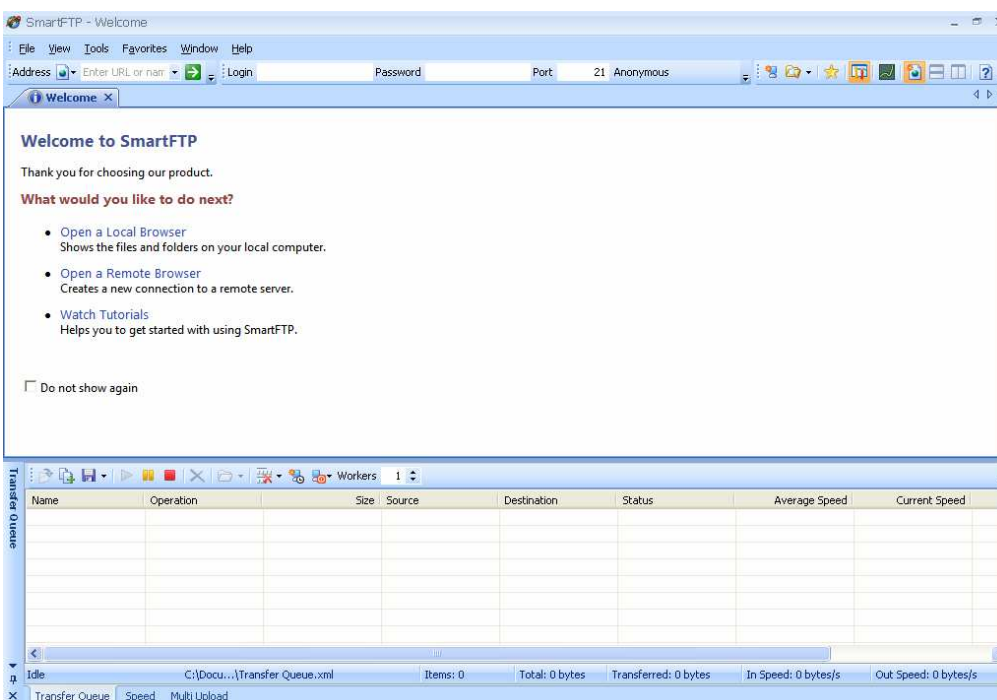 SmartFTP - Welcome
File View Tools Favorites Window Help
Address Enter URL or nam Login Password Port 21 Anonymous
Welcome
Welcome to SmartFTP
Thank you for choosing our product.
What would you like to do next?
Open a Local Browser
Shows the files and folders on your local computer.
Open a Remote Browser
Creates a new connection to a remote server.
Watch Tutorials
Helps you to get started with using SmartFTP.
Do not show again
Transfer Queue
Workers 1
Name Operation Size Source Destination Status Average Speed Current Speed
Idle C:\Docu...\Transfer Queue.xml Items: 0 Total: 0 bytes Transferred: 0 bytes In Speed: 0 bytes/s Out Speed: 0 bytes/s
Transfer Queue Speed Multi Upload